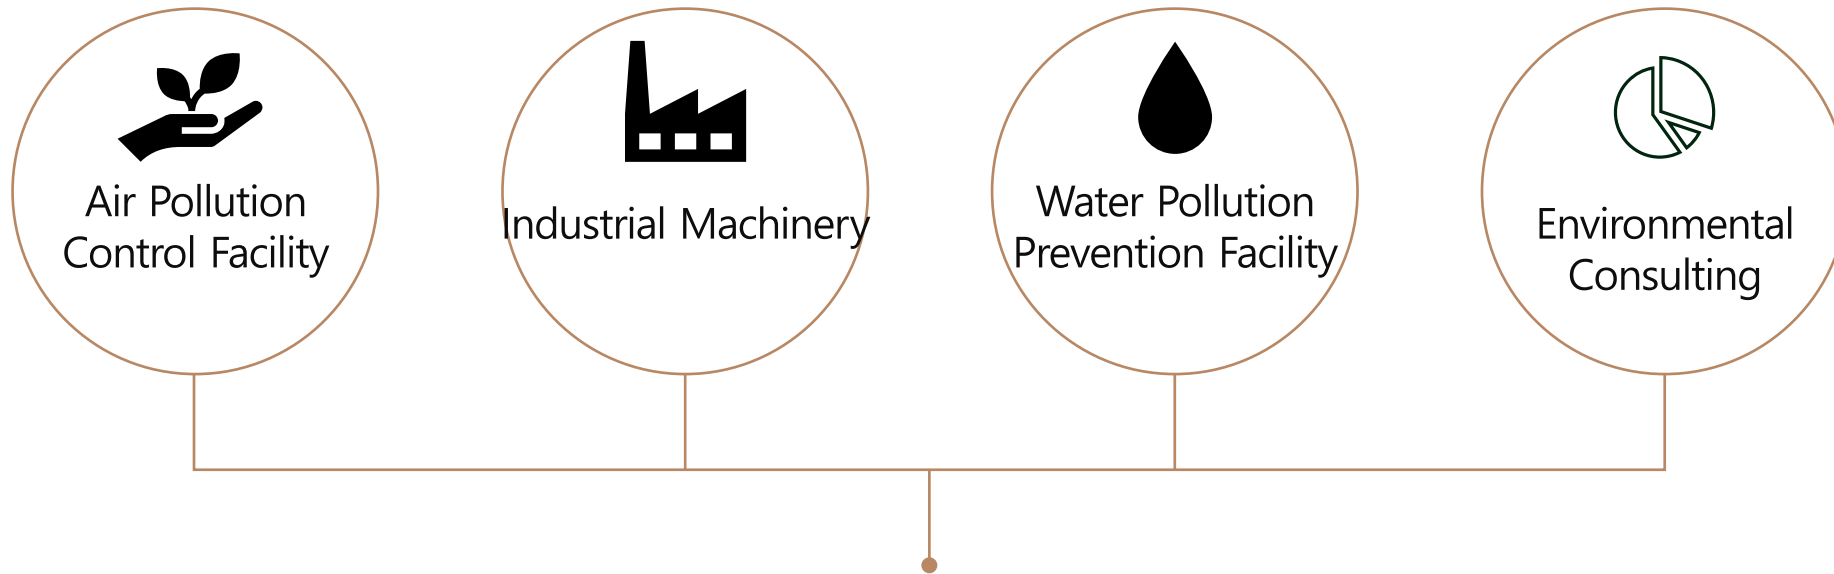 Air Pollution
Control Facility
Industrial Machinery
Water Pollution
Prevention Facility
Environmental
Consulting